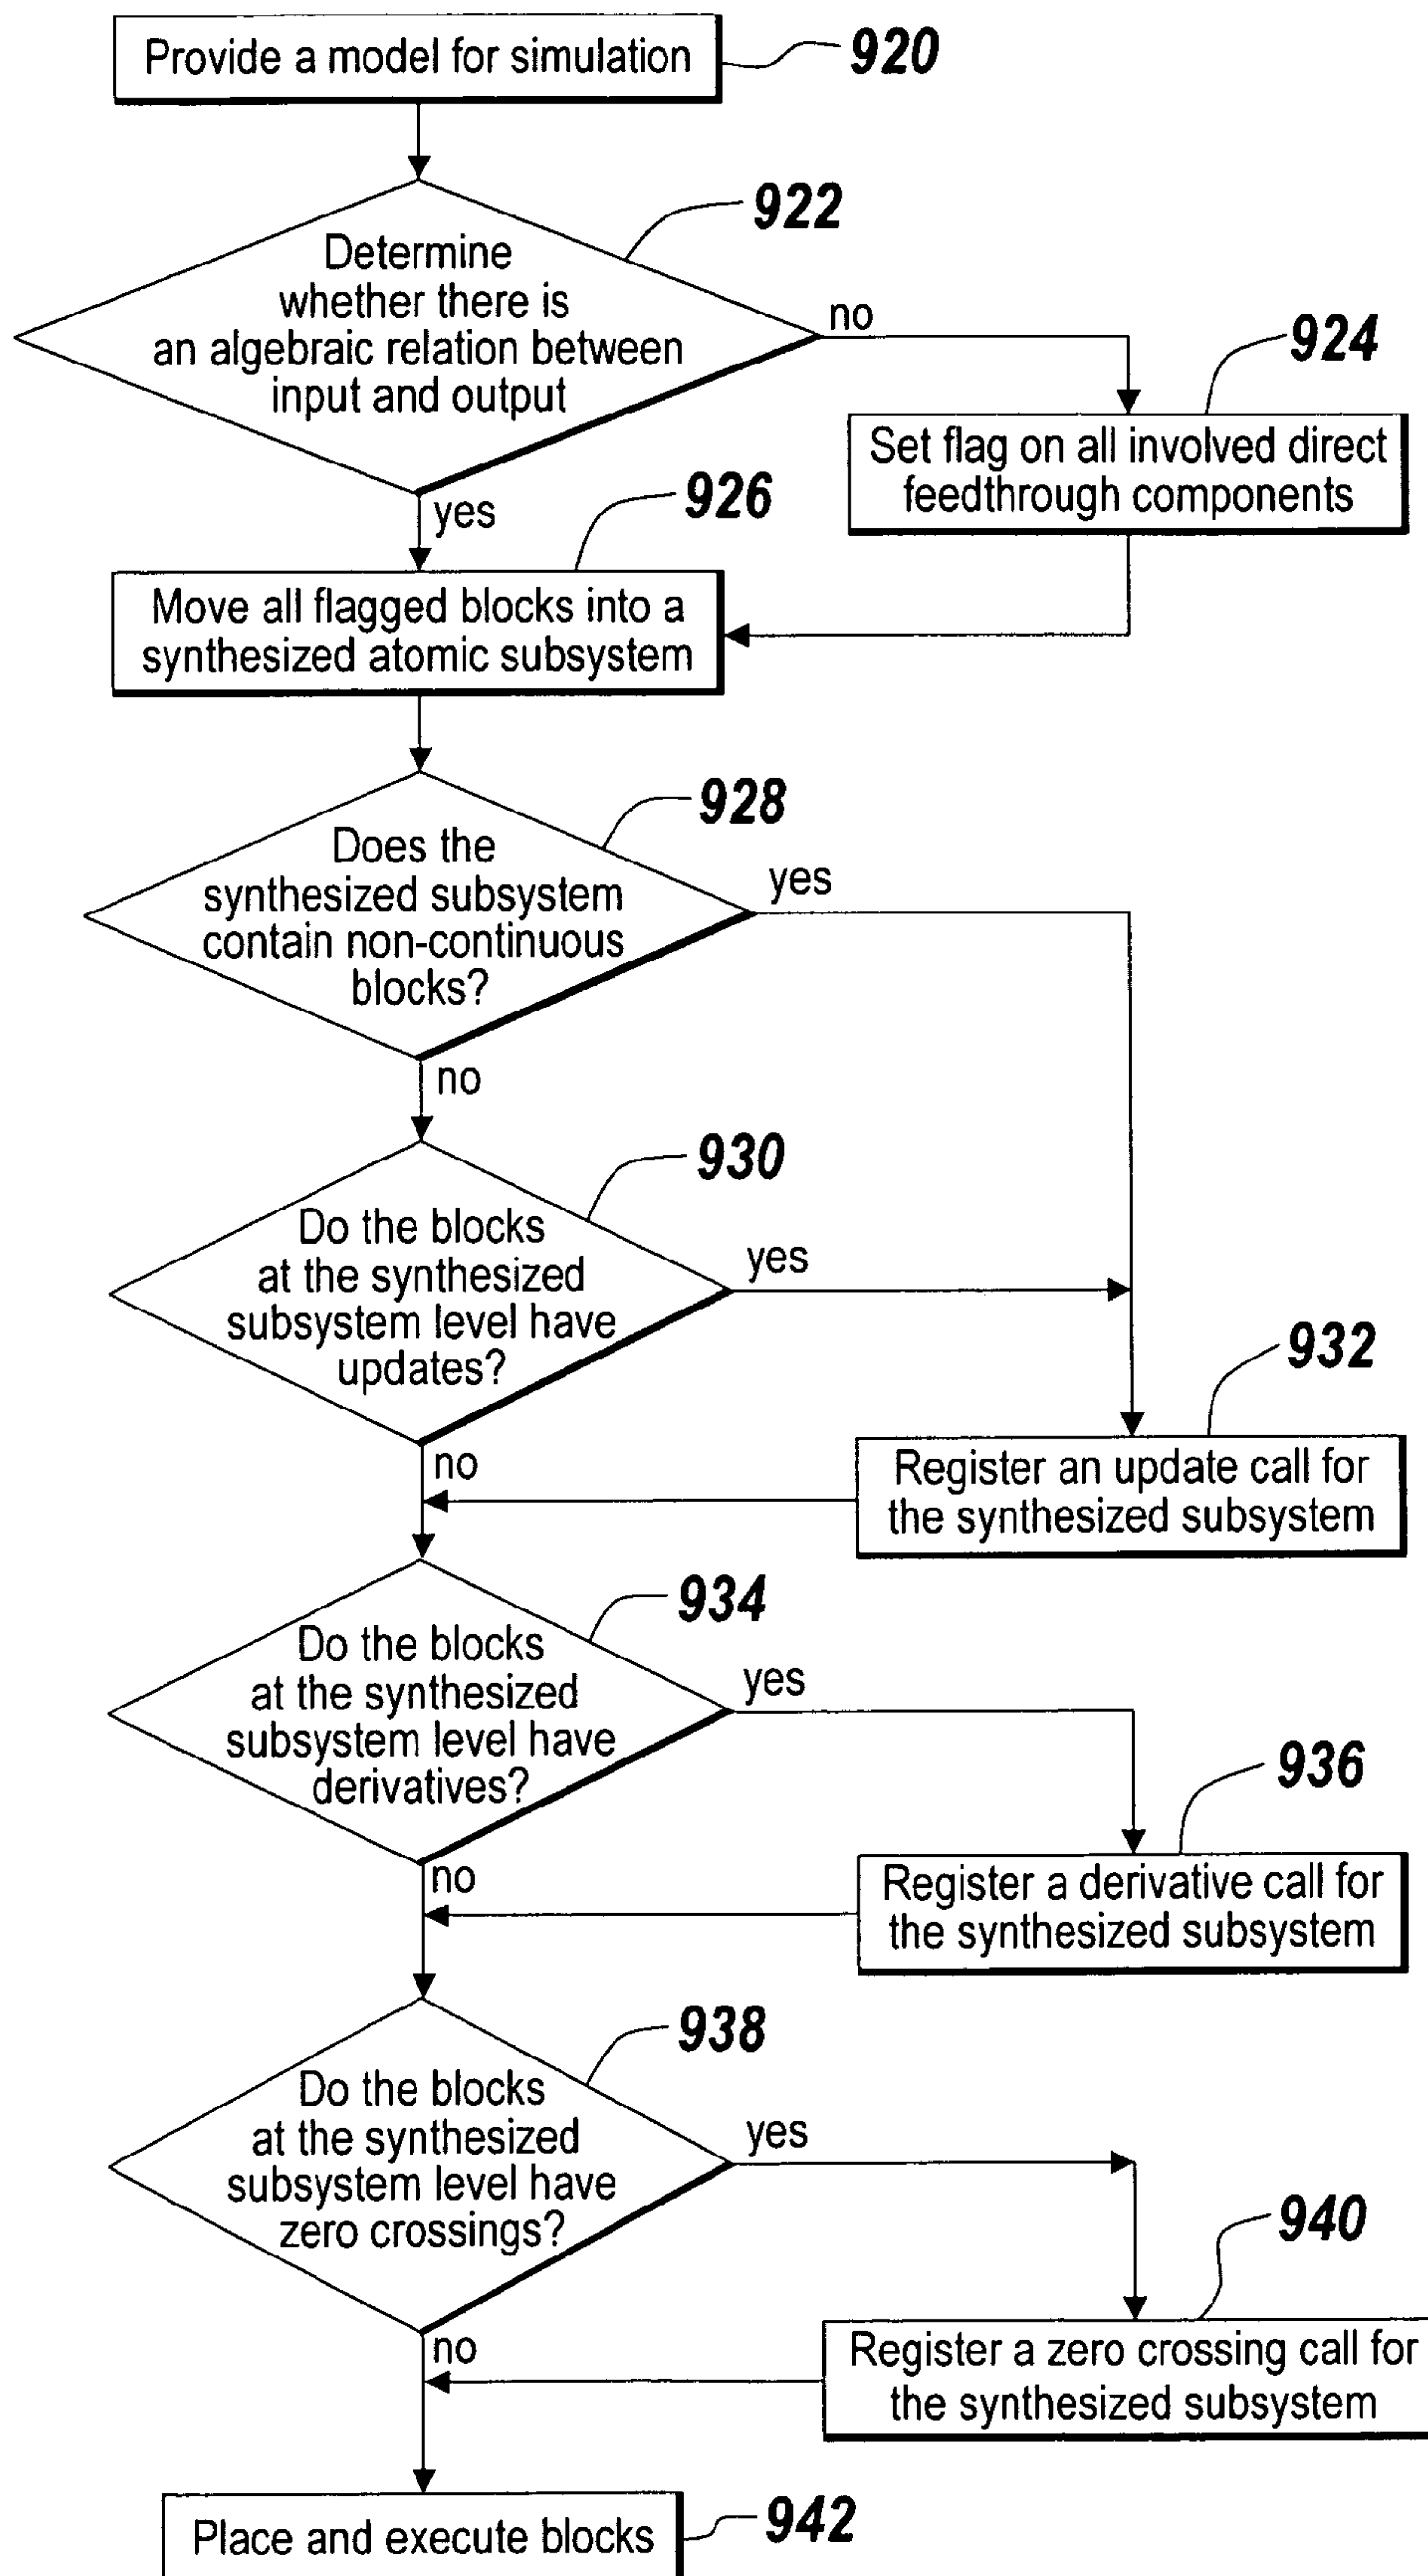 Provide a model for simulation
920
922
Determine
whether there is
an algebraic relation between
input and output
no
924
Set flag on all involved direct
feedthrough components
yes
926
Move all flagged blocks into a
synthesized atomic subsystem
928
Does the
synthesized subsystem
contain non-continuous
blocks?
yes
no
930
Do the blocks
at the synthesized
subsystem level have
updates?
yes
932
Register an update call for
the synthesized subsystem
no
934
Do the blocks
at the synthesized
subsystem level have
derivatives?
yes
936
Register a derivative call for
the synthesized subsystem
no
938
Do the blocks
at the synthesized
subsystem level have
zero crossings?
yes
940
Register a zero crossing call for
the synthesized subsystem
no
Place and execute blocks
942